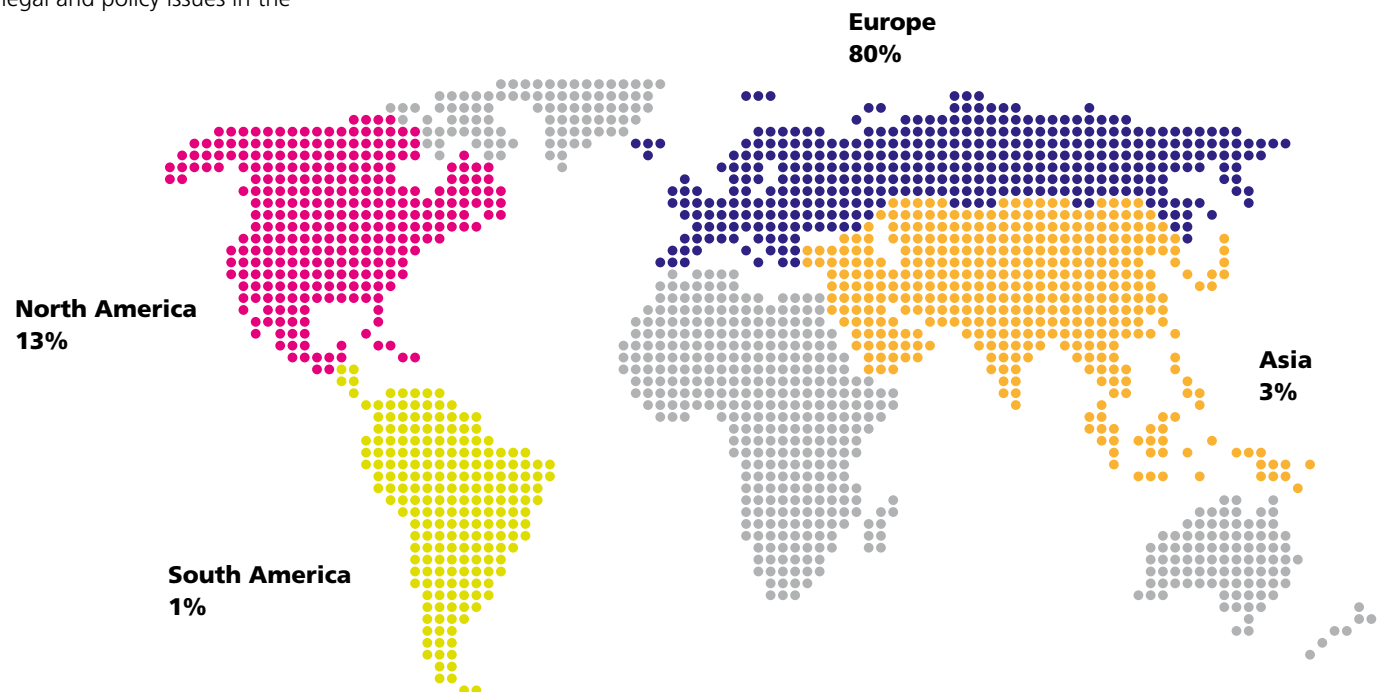 legal and policy issues in the
Europe
80%
North America
13%
Asia
3%
South America
1%